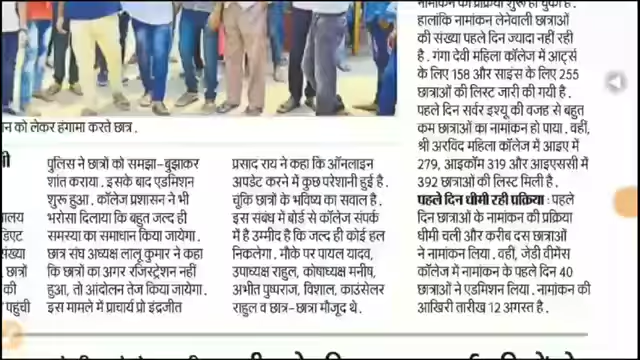 न को लेकर हंगामा करते छात्र .
पुलिस ने छात्रों को समझा-बुझाकर
शांत कराया . इसके बाद एडमिशन
शुरू हुआ . कॉलेज प्रशासन ने भी
भरोसा दिलाया कि बहुत जल्द ही
समस्या का समाधान किया जायेगा .
छात्र संघ अध्यक्ष लालू कुमार ने कहा
कि छात्रों का अगर रजिस्ट्रेशन नहीं
हुआ, तो आंदोलन तेज किया जायेगा .
इस मामले में प्राचार्य प्रो इंद्रजीत
प्रसाद राय ने कहा कि ऑनलाइन
अपडेट करने में कुछ परेशानी हुई है .
चूंकि छात्रों के भविष्य का सवाल है .
इस संबंध में बोर्ड से कॉलेज संपर्क
में है उम्मीद है कि जल्द ही कोई हल
निकलेगा . मौके पर पायल यादव,
उपाध्यक्ष राहुल, कोषाध्यक्ष मनीष,
अभीत पुष्पराज, विशाल, काउंसेलर
राहुल व छात्र-छात्रा मौजूद थे .
नामांकन की प्रक्रिया शुरू हो चुकी है .
हालांकि नामांकन लेनेवाली छात्राओं
की संख्या पहले दिन ज्यादा नहीं रही
है . गंगा देवी महिला कॉलेज में आर्ट्स
के लिए 158 और साइंस के लिए 255
छात्राओं की लिस्ट जारी की गयी है .
पहले दिन सर्वर इश्यू की वजह से बहुत
कम छात्राओं का नामांकन हो पाया . वहीं,
श्री अरविंद महिला कॉलेज में आइए में
279, आइकॉम 319 और आइएससी में
392 छात्राओं की लिस्ट मिली है .
पहले दिन धीमी रही प्रक्रिया : पहले
दिन छात्राओं के नामांकन की प्रक्रिया
धीमी चली और करीब दस छात्राओं
ने नामांकन लिया . वहीं, जेडी वीमेंस
कॉलेज में नामांकन के पहले दिन 40
छात्राओं ने एडमिशन लिया . नामांकन की
आखिरी तारीख 12 अगस्त है .